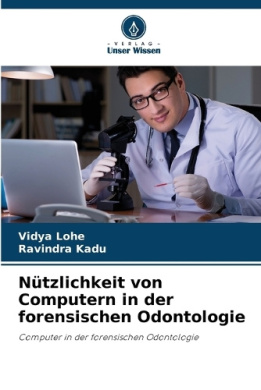 VERLAG
Unser Wissen
Vidya Lohe
Ravindra Kadu
Nützlichkeit von
Computern in der
forensischen Odontologie
Computer in der forensischen Odontologie